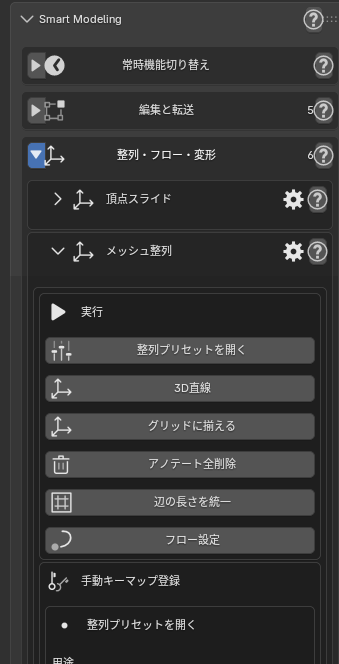 Smart Modeling
常時機能切り替え
編集と転送 5
整列・フロー・変形 6
頂点スライド
メッシュ整列
実行
整列プリセットを開く
3D直線
グリッドに揃える
アノテート全削除
辺の長さを統一
フロー設定
手動キーマップ登録
整列プリセットを開く
用途